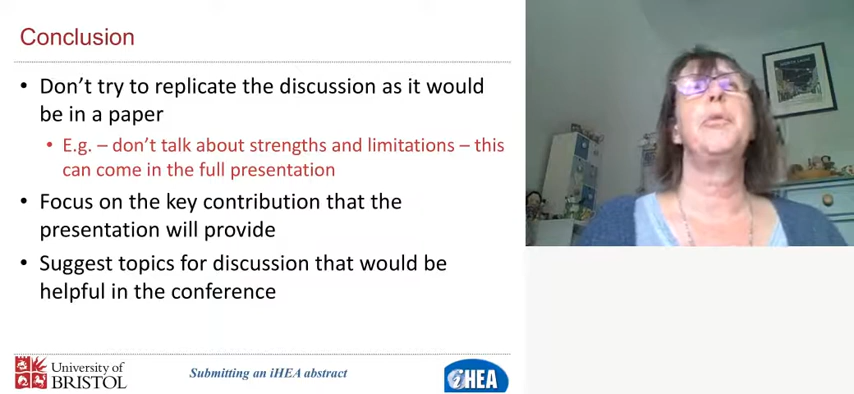 Conclusion
• Don’t try to replicate the discussion as it would
be in a paper
• E.g. – don’t talk about strengths and limitations – this
can come in the full presentation
• Focus on the key contribution that the
presentation will provide
• Suggest topics for discussion that would be
helpful in the conference
University of
BRISTOL
Submitting an iHEA abstract
iHEA